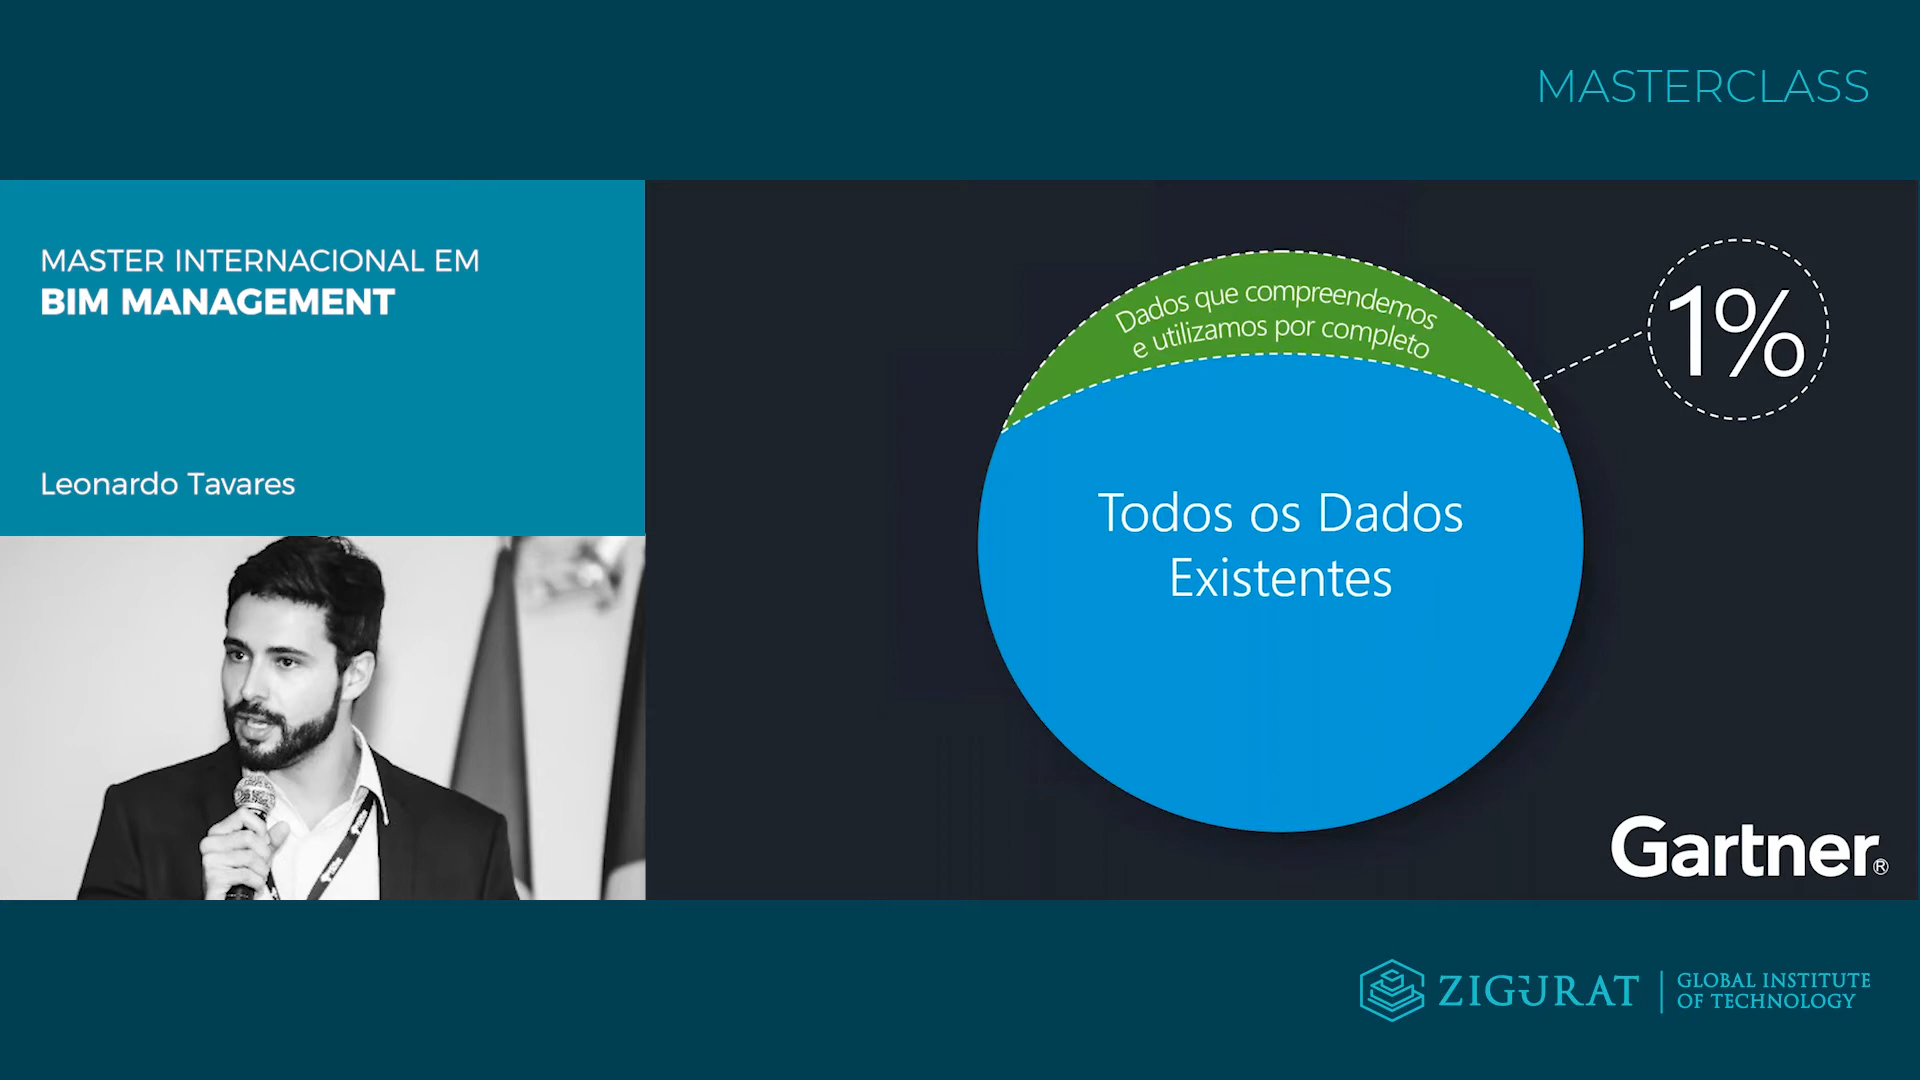 MASTERCLASS
MASTER INTERNACIONAL EM
BIM MANAGEMENT
Leonardo Tavares
Dados que compreendemos
e utilizamos por completo
1%
Todos os Dados
Existentes
Gartner®
ZIGURAT
GLOBAL INSTITUTE
OF TECHNOLOGY